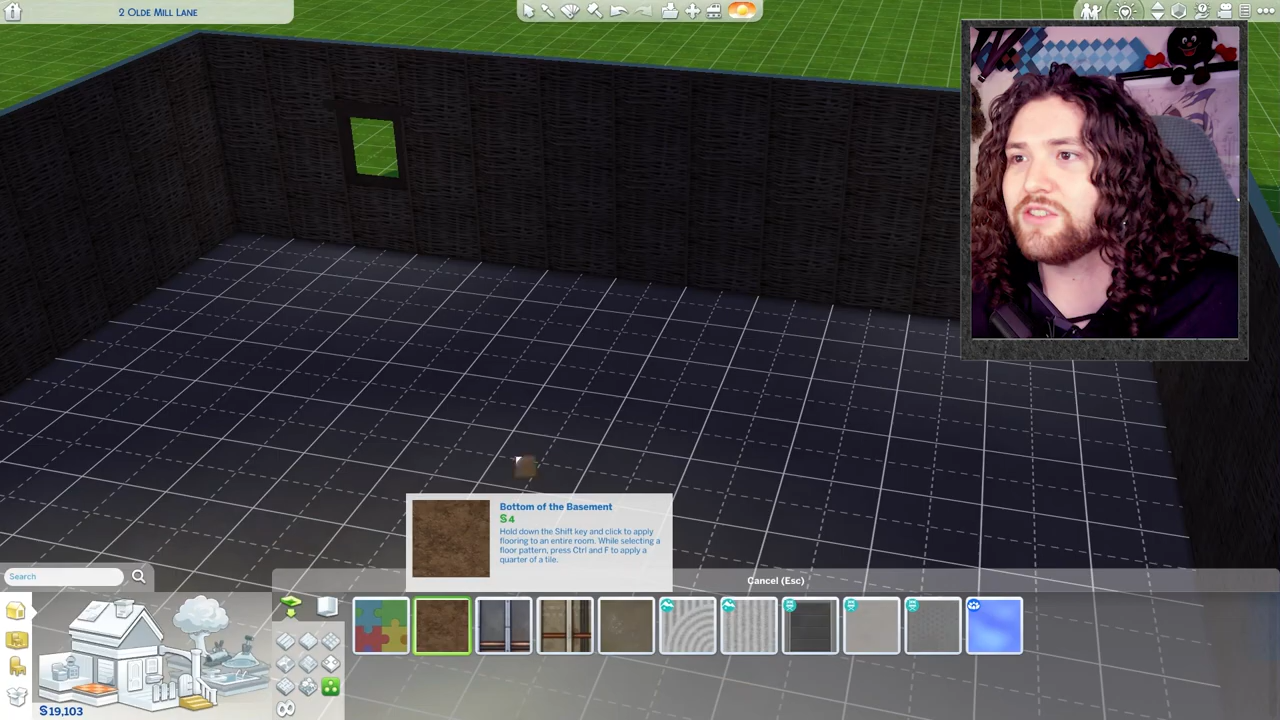 2 Olde Mill Lane
Bottom of the Basement
§4
Hold down the Shift key and click to apply
flooring to an entire room. While selecting a
floor pattern, press Ctrl and F to apply a
quarter of a tile.
Search
Cancel (Esc)
§19,103